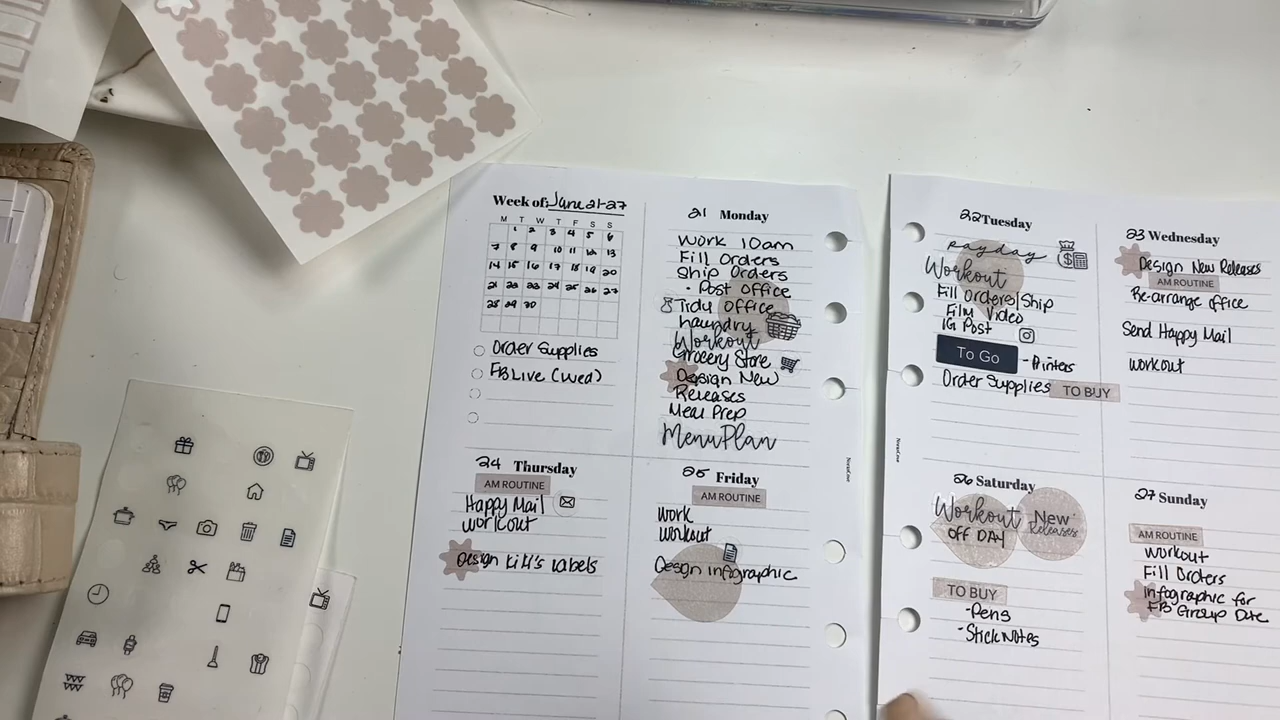 Week of: June 21-27
M T W T F S S
1 2 3 4 5 6
7 8 9 10 11 12 13
14 15 16 17 18 19 20
21 22 23 24 25 26 27
28 29 30
Order Supplies
FB Live (Wed)
21 Monday
Work 10am
Fill Orders
Ship Orders
· Post Office
Tidy Office
Laundry
Workout
Grocery Store
Design New
Releases
Meal Prep
Menu Plan
22 Tuesday
payday
Workout
Fill Orders/Ship
Film Video
IG Post
To Go
- Printers
Order Supplies
TO BUY
23 Wednesday
Design New Releases
AM ROUTINE
Re-arrange office
Send Happy Mail
Workout
24 Thursday
AM ROUTINE
Happy Mail
Workout
Design Kiki's Labels
25 Friday
AM ROUTINE
Work
Workout
Design infographic
26 Saturday
Workout
OFF DAY
New
Releases
TO BUY
-Pens
-Stick Notes
27 Sunday
AM ROUTINE
Workout
Fill Orders
Infographic for
FB Group Date